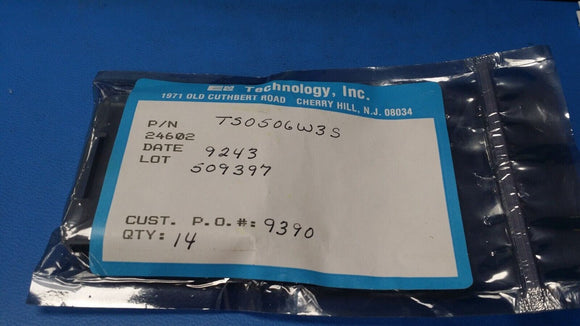 Technology, Inc.
1971 OLD CUTHBERT ROAD CHERRY HILL, N.J. 08034
P/N TS0506W3S
24602
DATE 9243
LOT 509397
CUST. P.O.#: 9390
QTY: 14